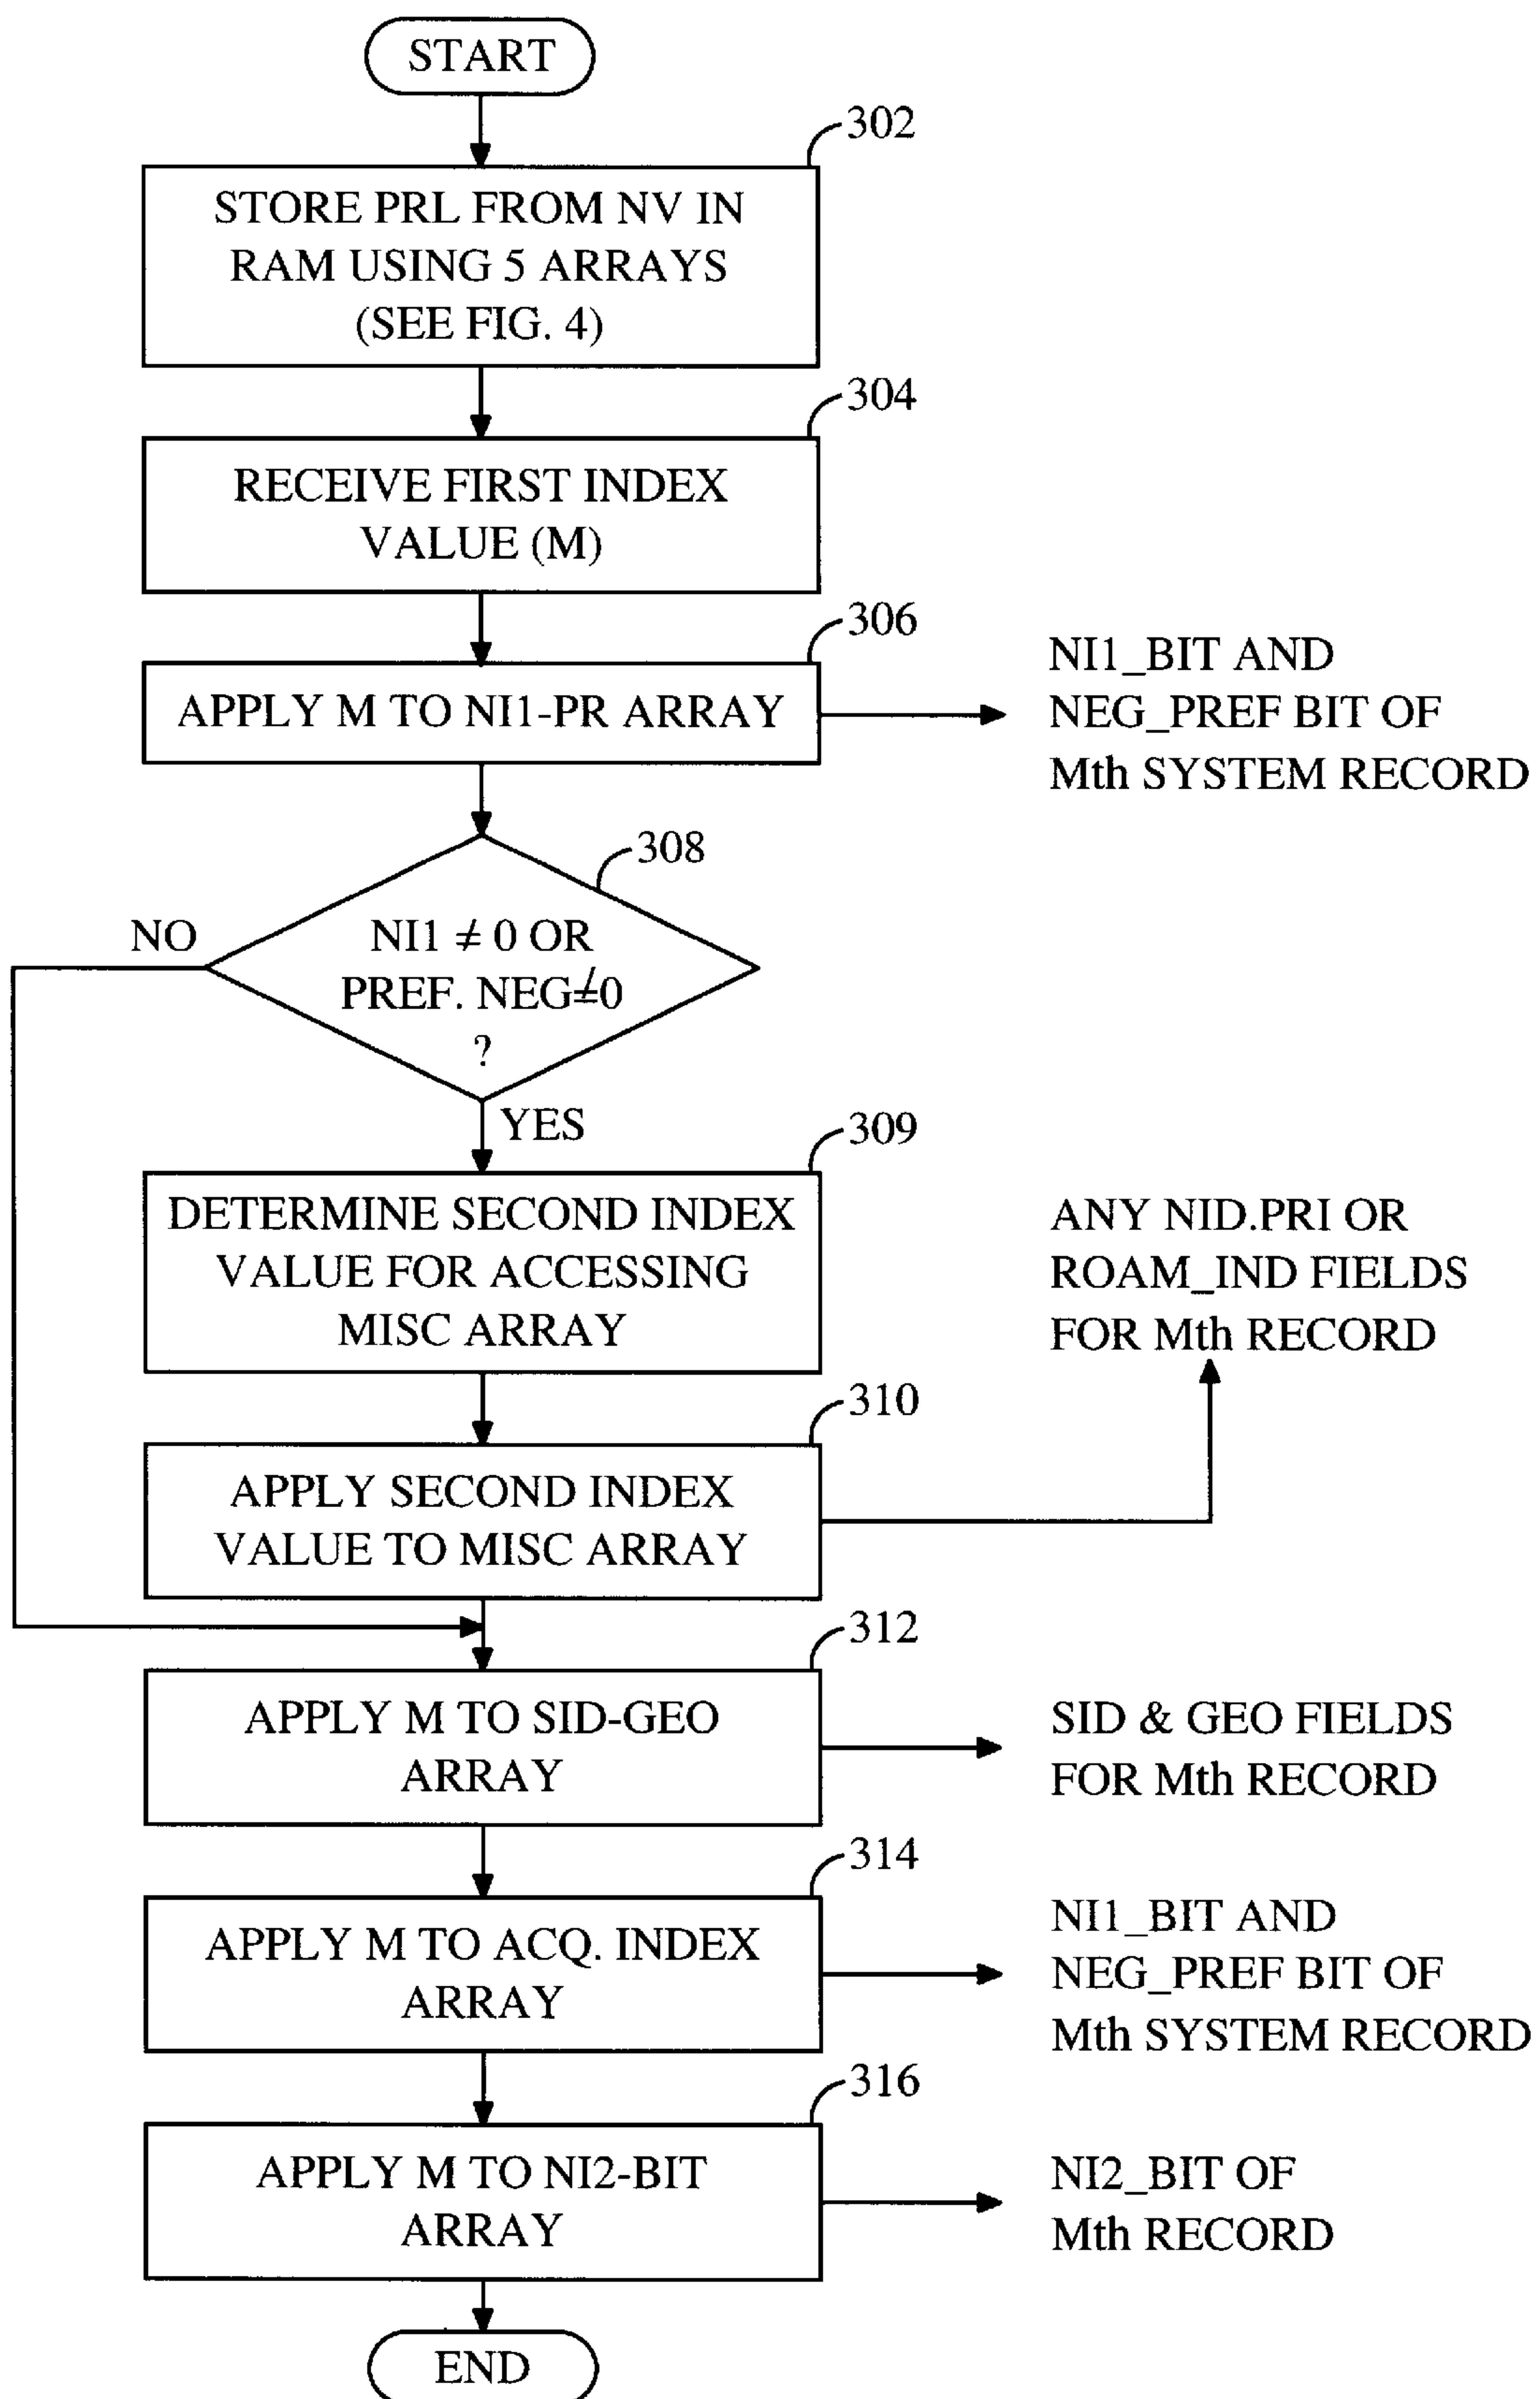 START
302
STORE PRL FROM NV IN
RAM USING 5 ARRAYS
(SEE FIG. 4)
304
RECEIVE FIRST INDEX
VALUE (M)
306
APPLY M TO NI1-PR ARRAY
NI1_BIT AND
NEG_PREF BIT OF
Mth SYSTEM RECORD
308
NO
NI1 ≠ 0 OR
PREF. NEG≠0
?
YES
309
DETERMINE SECOND INDEX
VALUE FOR ACCESSING
MISC ARRAY
ANY NID.PRI OR
ROAM_IND FIELDS
FOR Mth RECORD
310
APPLY SECOND INDEX
VALUE TO MISC ARRAY
312
APPLY M TO SID-GEO
ARRAY
SID & GEO FIELDS
FOR Mth RECORD
314
APPLY M TO ACQ. INDEX
ARRAY
NI1_BIT AND
NEG_PREF BIT OF
Mth SYSTEM RECORD
316
APPLY M TO NI2-BIT
ARRAY
NI2_BIT OF
Mth RECORD
END